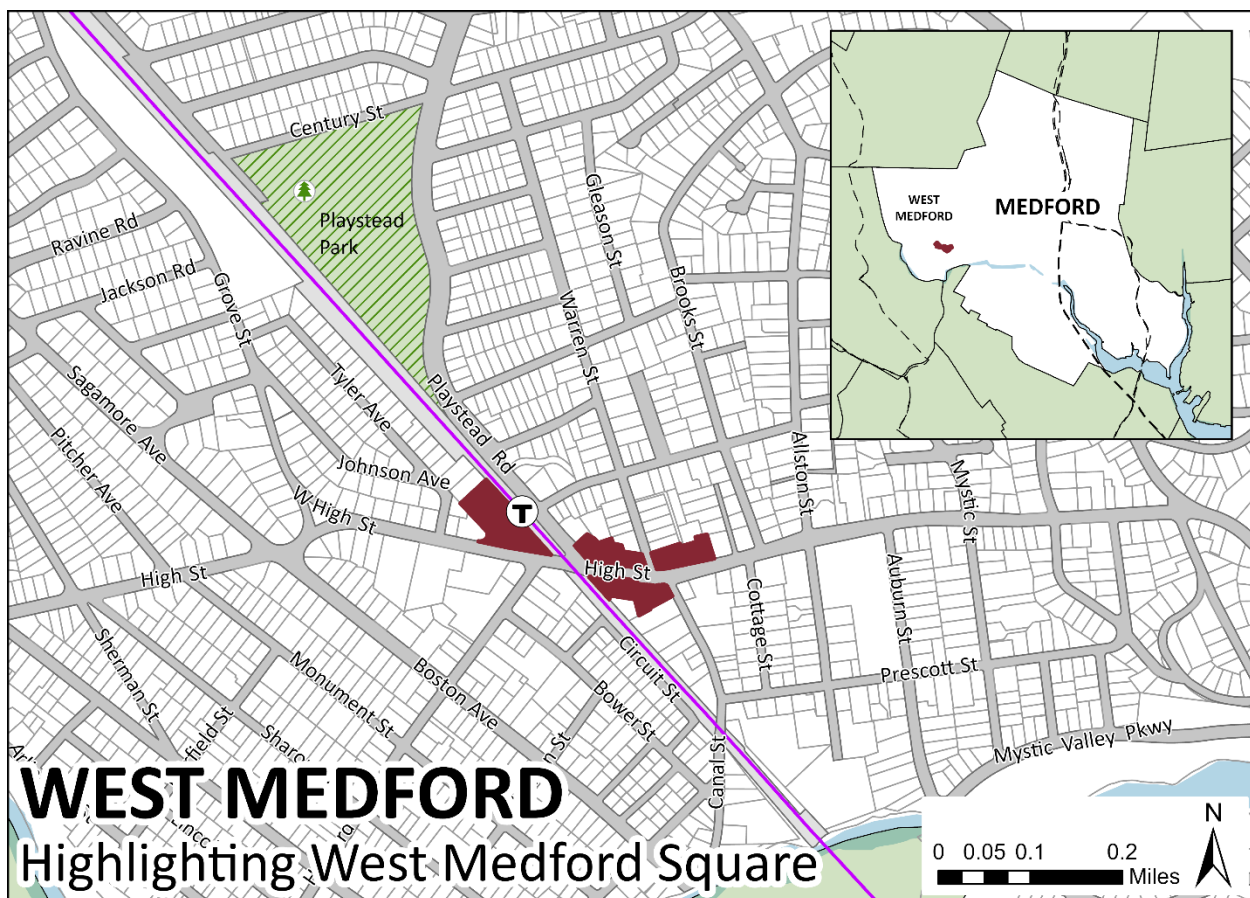 Century St
Playstead
Park
Gleason St
Ravine Rd
Jackson Rd
Grove St
Brooks St
Warren St
Tyler Ave
Playstead Rd
Sagamore Ave
Pitcher Ave
Johnson Ave
W High St
T
High St
High St
Allston St
Mystic St
Auburn St
Cottage St
Prescott St
Sherman St
Monument St
Boston Ave
Circuit St
Bower St
Canal St
Mystic Valley Pkwy
WEST
MEDFORD
MEDFORD
WEST MEDFORD
Highlighting West Medford Square
N
0 0.05 0.1 0.2
Miles